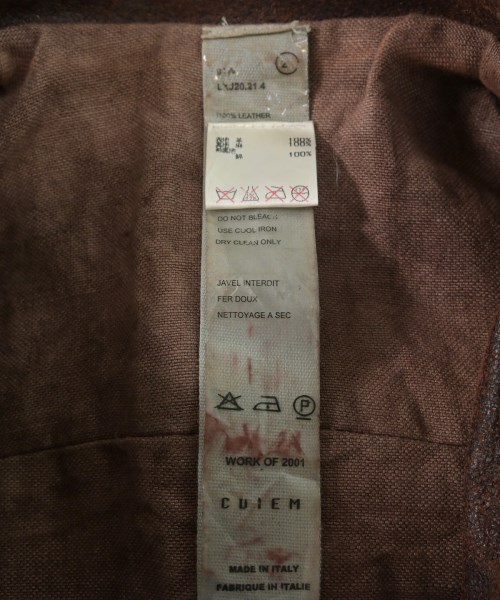 100% LEATHER
100%
100%
DO NOT BLEACH
USE COOL IRON
DRY CLEAN ONLY
JAVEL INTERDIT
FER DOUX
NETTOYAGE A SEC
P
WORK OF 2001
CUIEM
MADE IN ITALY
FABRIQUE IN ITALIE